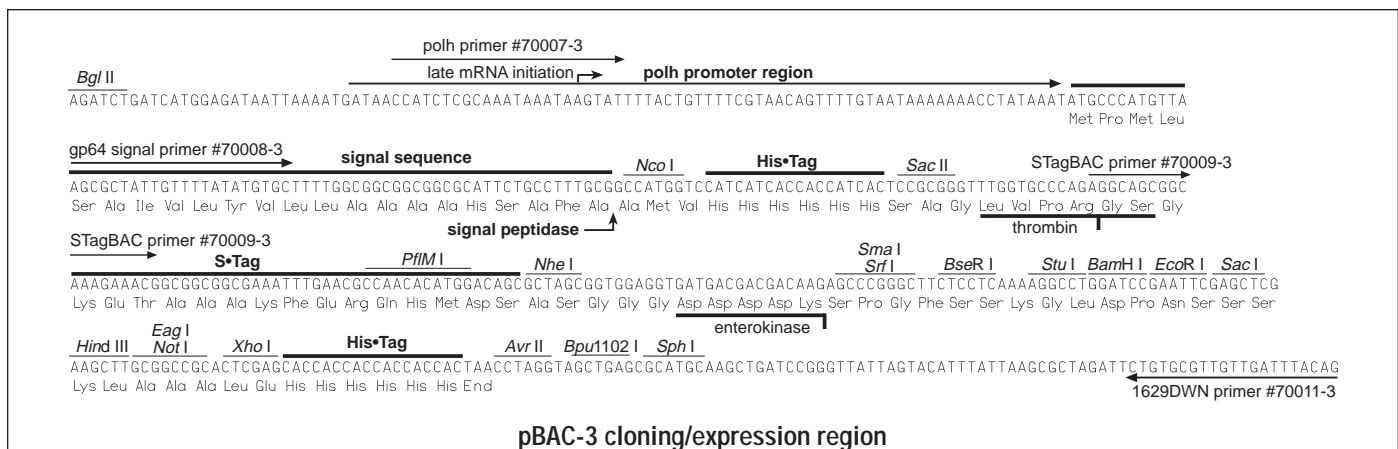 polh primer #70007-3
late mRNA initiation polh promoter region
Bgl II
AGATCTGATCATGGAGATAATTAAAATGATAACCATCTCGCAAATAAATAAGTATTTTACTGTTTTCGTAACAGTTTTGTAATAAAAAAACCTATAAATATGCCCATGTTA
Met Pro Met Leu
gp64 signal primer #70008-3 signal sequence Nco I His•Tag Sac II STagBAC primer #70009-3
AGCGCTATTGTTTTATATGTGCTTTTGGCGGCGGCGGCGCATTCTGCCTTTGCGGCCATGGTCCATCATCACCACCATCACTCCGCGGGTTTGGTGCCCAGAGGCAGCGGC
Ser Ala Ile Val Leu Tyr Val Leu Leu Ala Ala Ala Ala His Ser Ala Phe Ala Ala Met Val His His His His His His Ser Ala Gly Leu Val Pro Arg Gly Ser Gly
signal peptidase thrombin
STagBAC primer #70009-3
S•Tag PflM I Nhe I Sma I Srf I BseR I Stu I BamH I EcoR I Sac I
AAAGAAACGGCGGCGGCGAAATTTGAACGCCAACACATGGACAGCGCTAGCGGTGGAGGTGATGACGACGACAAGAGCCCGGGCTTCTCCTCAAAAGGCCTGGATCCGAATTCGAGCTCG
Lys Glu Thr Ala Ala Ala Lys Phe Glu Arg Gln His Met Asp Ser Ala Ser Gly Gly Gly Asp Asp Asp Asp Lys Ser Pro Gly Phe Ser Ser Lys Gly Leu Asp Pro Asn Ser Ser Ser
enterokinase
Hind III Eag I Not I Xho I His•Tag Avr II Bpu1102 I Sph I
AAGCTTGCGGCCGCACTCGAGCACCACCACCACCACCACTAACCTAGGTAGCTGAGCGCATGCAAGCTGATCCGGGTTATTAGTACATTTATTAAGCGCTAGATTCTGTGCGTTGTTGATTTACAG
Lys Leu Ala Ala Ala Leu Glu His His His His His His End
1629DWN primer #70011-3
pBAC-3 cloning/expression region